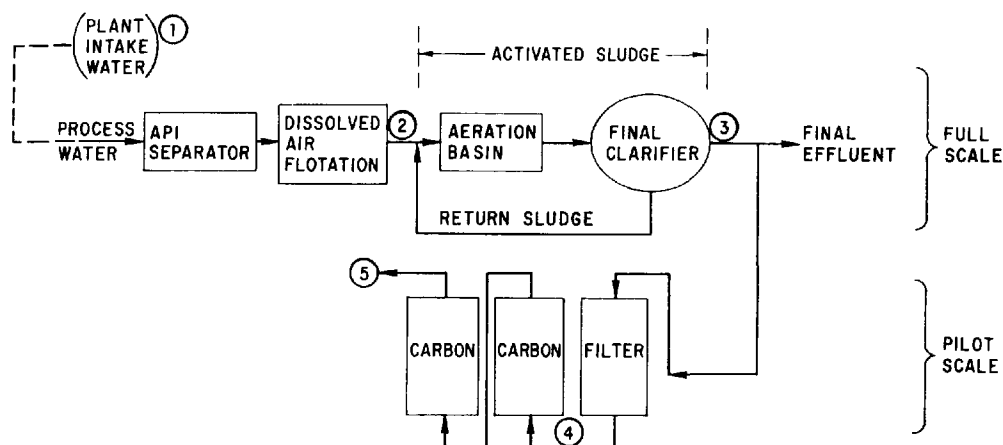 (PLANT
INTAKE
WATER)
1
ACTIVATED SLUDGE
PROCESS
WATER
API
SEPARATOR
DISSOLVED
AIR
FLOTATION
2
AERATION
BASIN
FINAL
CLARIFIER
3
FINAL
EFFLUENT
FULL
SCALE
RETURN SLUDGE
5
CARBON
CARBON
FILTER
4
PILOT
SCALE